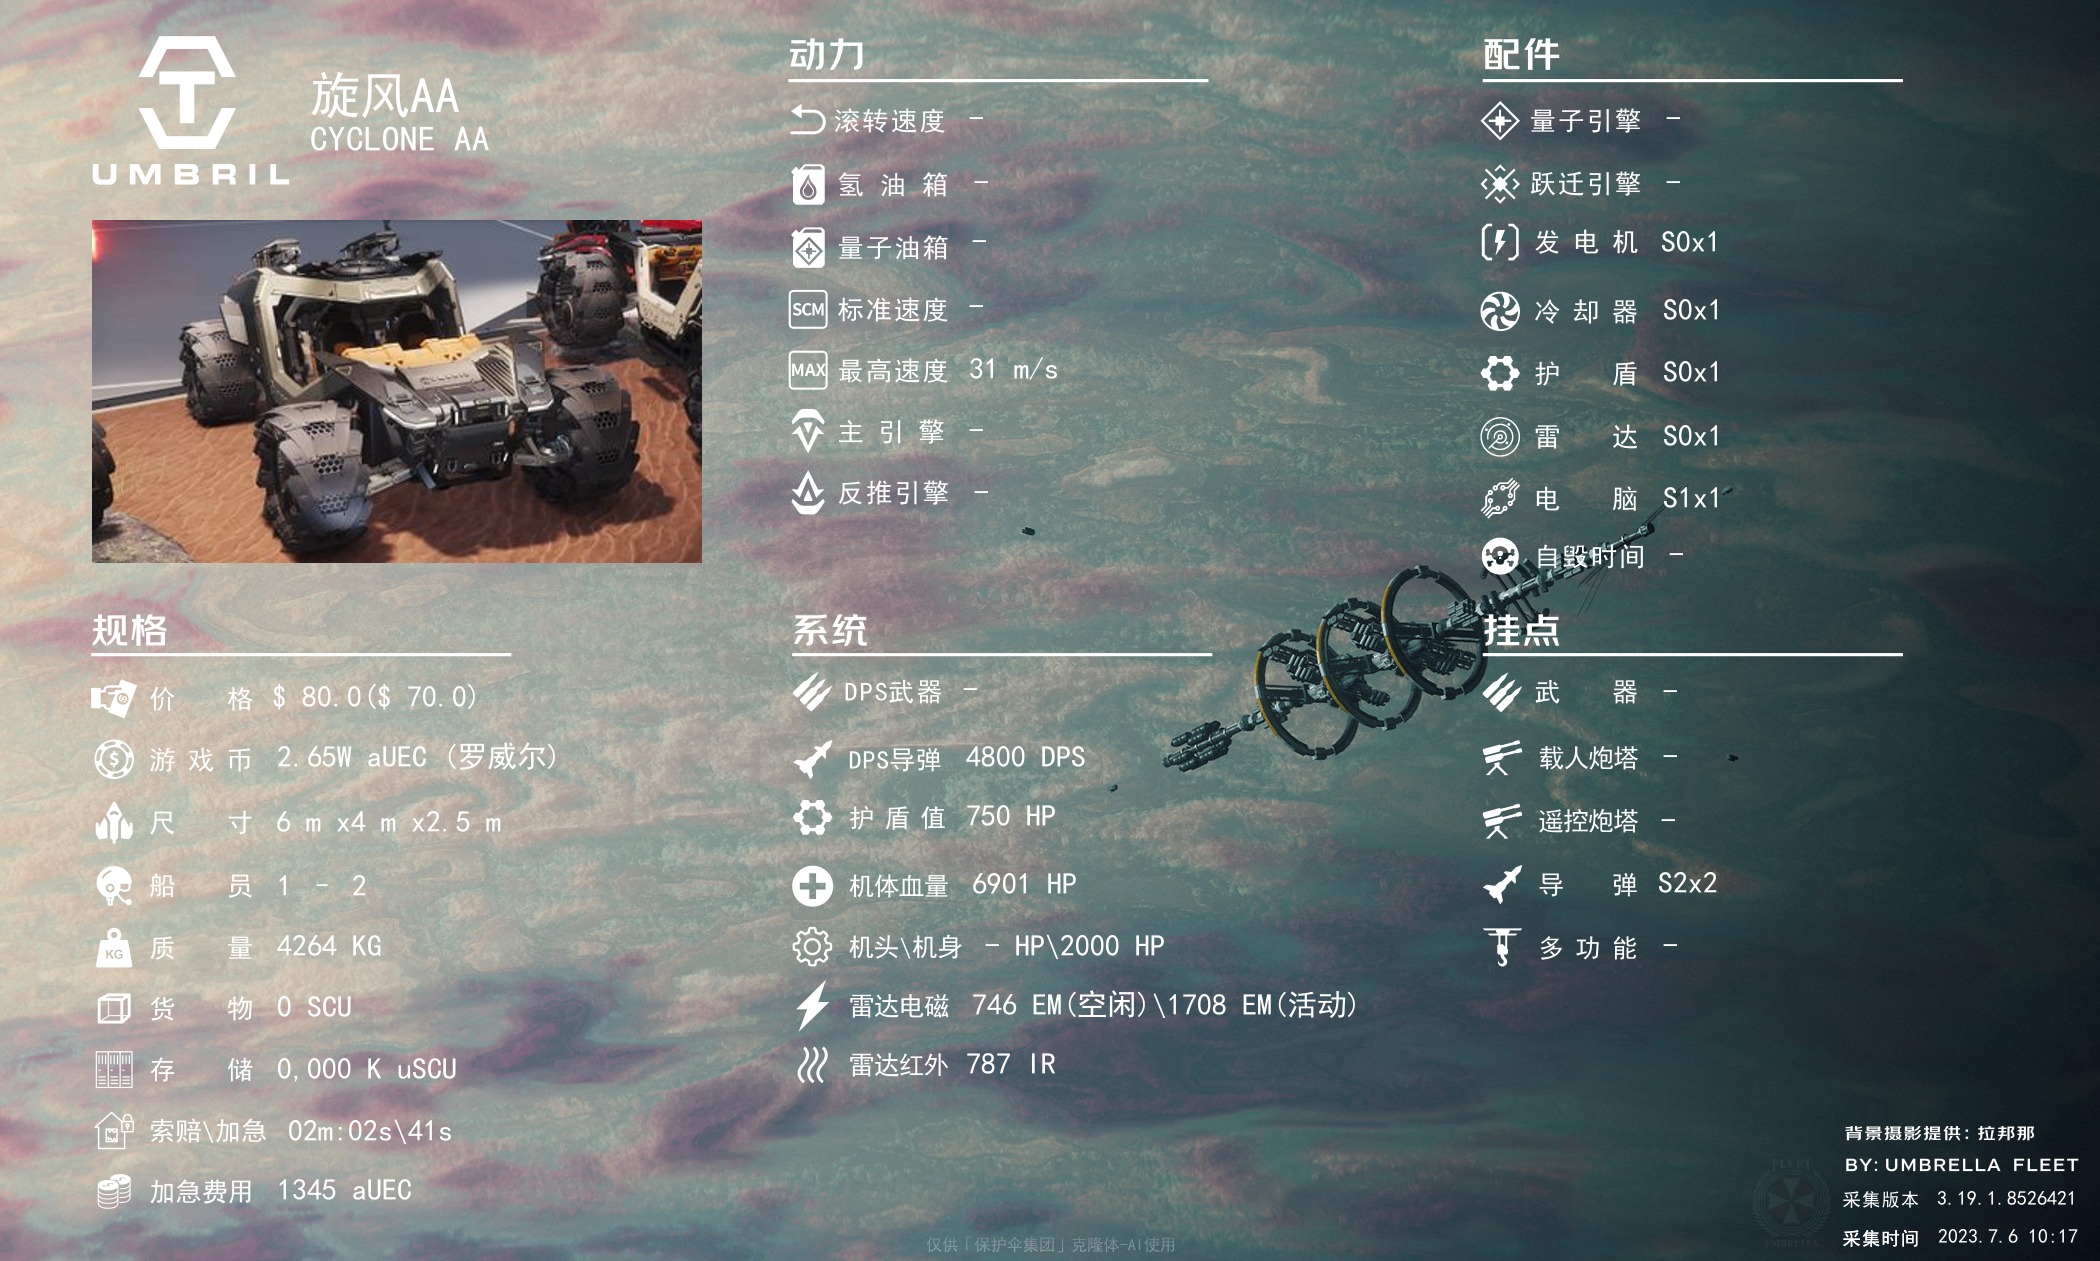 UMBRIL
旋风AA
CYCLONE AA
规格
价格 $ 80.0($ 70.0)
游戏币 2.65W aUEC (罗威尔)
尺寸 6 m x4 m x2.5 m
船员 1 - 2
KG
质量 4264 KG
货物 0 SCU
存储 0,000 K uSCU
索赔\加急 02m:02s\41s
加急费用 1345 aUEC
动力
滚转速度 -
氢油箱 -
量子油箱 -
SCM
标准速度 -
MAX
最高速度 31 m/s
主引擎 -
反推引擎 -
系统
DPS武器 -
DPS导弹 4800 DPS
护盾值 750 HP
机体血量 6901 HP
机头\机身 - HP\2000 HP
雷达电磁 746 EM(空闲)\1708 EM(活动)
雷达红外 787 IR
配件
量子引擎 -
跃迁引擎 -
发电机 S0x1
冷却器 S0x1
护盾 S0x1
雷达 S0x1
电脑 S1x1
自毁时间 -
挂点
武器 -
载人炮塔 -
遥控炮塔 -
导弹 S2x2
多功能 -
背景摄影提供：拉邦那
BY: UMBRELLA FLEET
采集版本 3.19.1.8526421
采集时间 2023.7.6 10:17
FLEET
UMBRELLA
仅供「保护伞集团」克隆体-AI使用